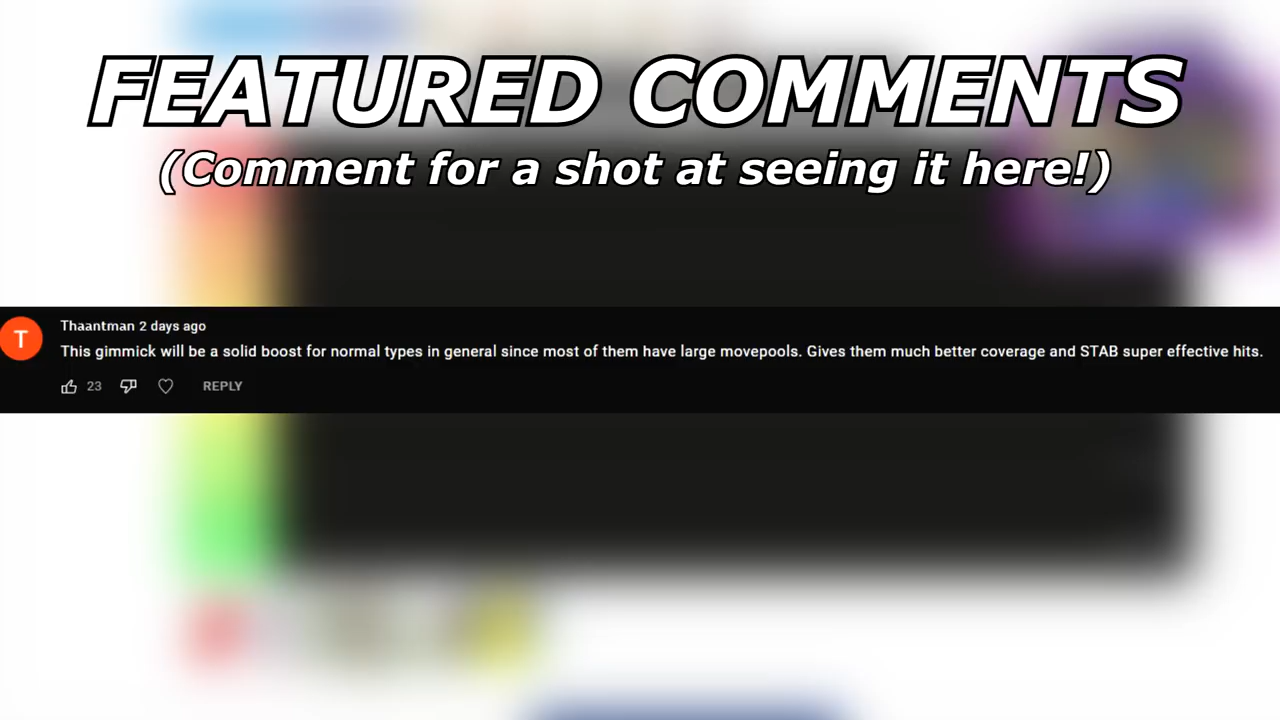 FEATURED COMMENTS
(Comment for a shot at seeing it here!)
T
Thaantman 2 days ago
This gimmick will be a solid boost for normal types in general since most of them have large movepools. Gives them much better coverage and STAB super effective hits.
23 REPLY